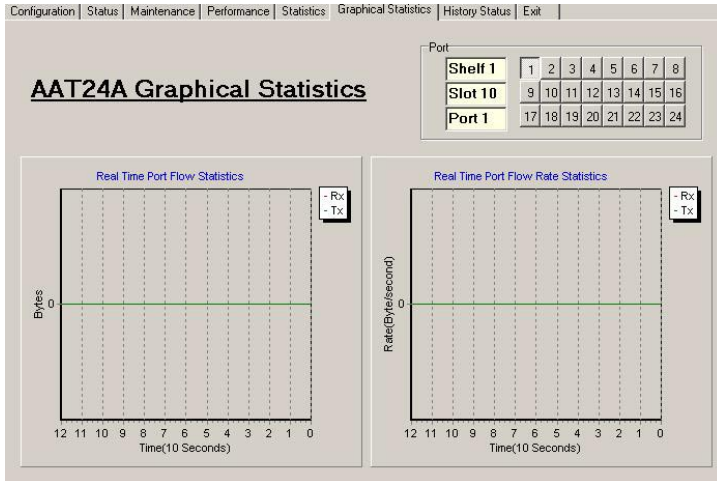 Configuration Status Maintenance Performance Statistics Graphical Statistics History Status Exit
AAT24A Graphical Statistics
Port
Shelf 1
Slot 10
Port 1
1 2 3 4 5 6 7 8
9 10 11 12 13 14 15 16
17 18 19 20 21 22 23 24
Real Time Port Flow Statistics
- Rx
- Tx
Bytes
0
12 11 10 9 8 7 6 5 4 3 2 1 0
Time(10 Seconds)
Real Time Port Flow Rate Statistics
- Rx
- Tx
Rate(Byte/second)
0
12 11 10 9 8 7 6 5 4 3 2 1 0
Time(10 Seconds)